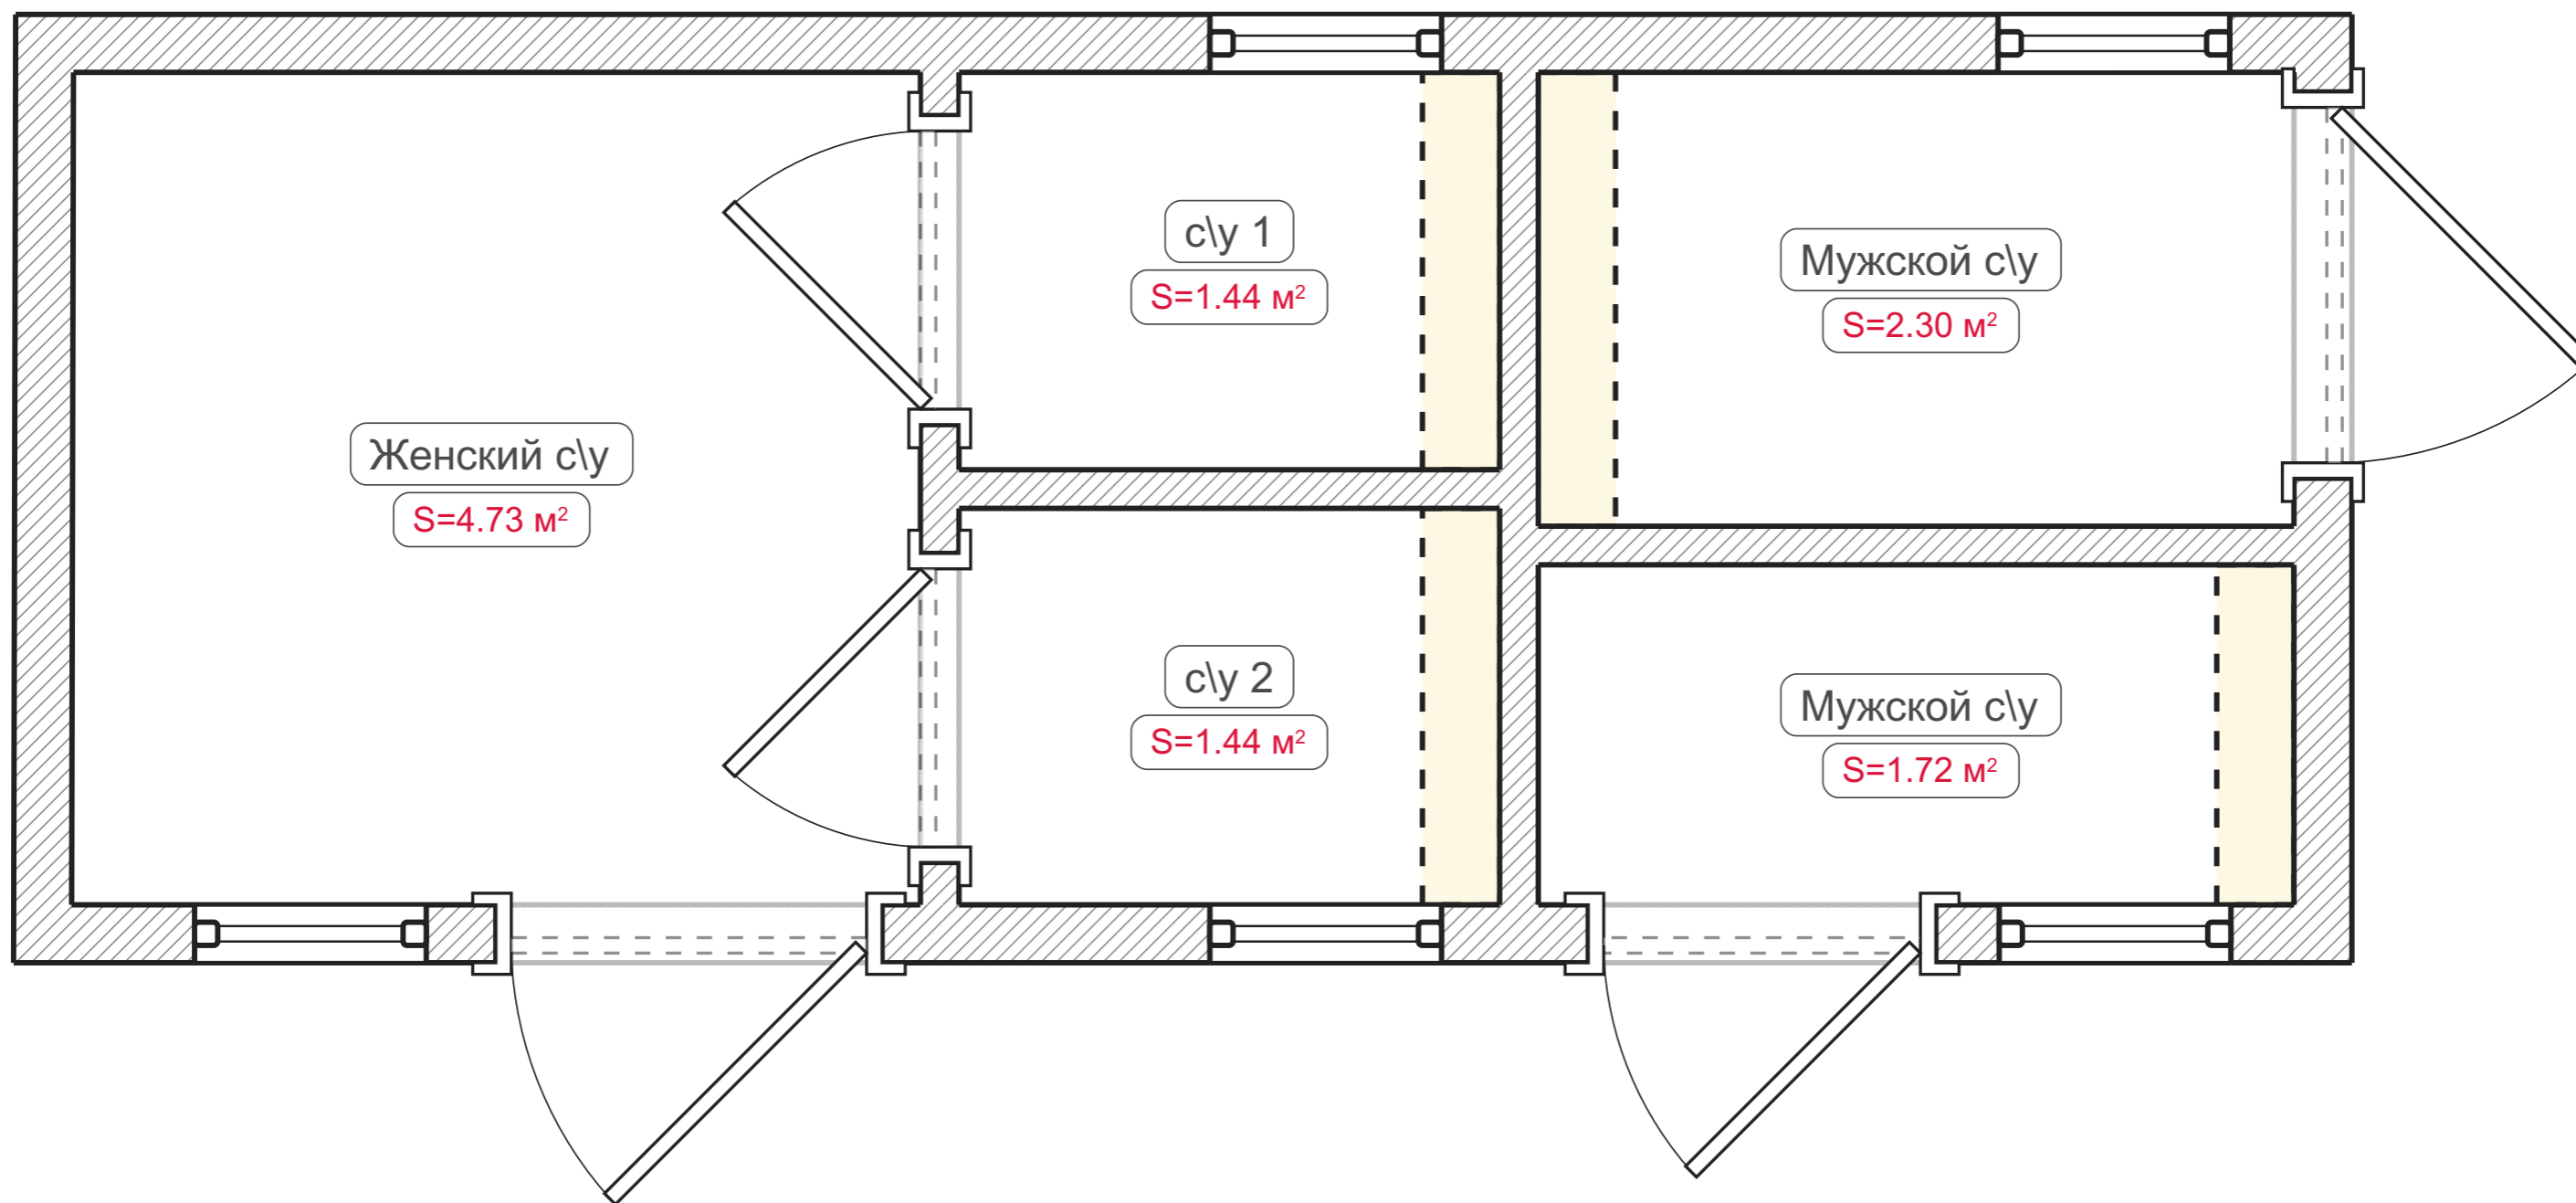 с\у 1
S=1.44 м²
Мужской с\у
S=2.30 м²
Женский с\у
S=4.73 м²
с\у 2
S=1.44 м²
Мужской с\у
S=1.72 м²